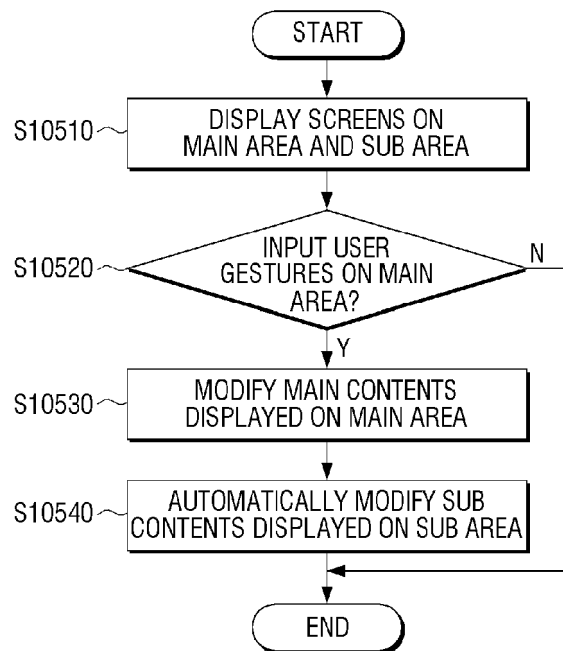 START
S10510
DISPLAY SCREENS ON
MAIN AREA AND SUB AREA
S10520
INPUT USER
GESTURES ON MAIN
AREA?
N
Y
S10530
MODIFY MAIN CONTENTS
DISPLAYED ON MAIN AREA
S10540
AUTOMATICALLY MODIFY SUB
CONTENTS DISPLAYED ON SUB AREA
END